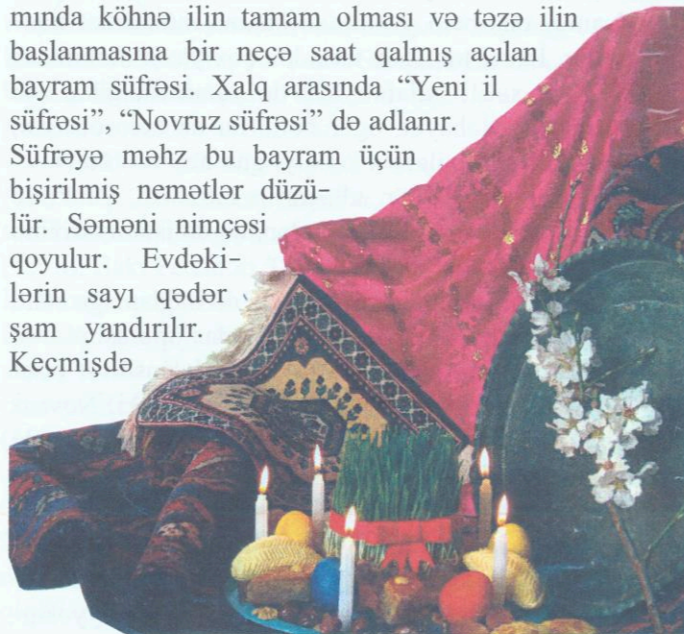 mında köhnə ilin tamam olması və təzə ilin
başlanmasına bir neçə saat qalmış açılan
bayram süfrəsi. Xalq arasında “Yeni il
süfrəsi”, “Novruz süfrəsi” də adlanır.
Süfrəyə məhz bu bayram üçün
bişirilmiş nemətlər düzü-
lür. Səməni nimçəsi
qoyulur. Evdəki-
lərin sayı qədər
şam yandırılır.
Keçmişdə